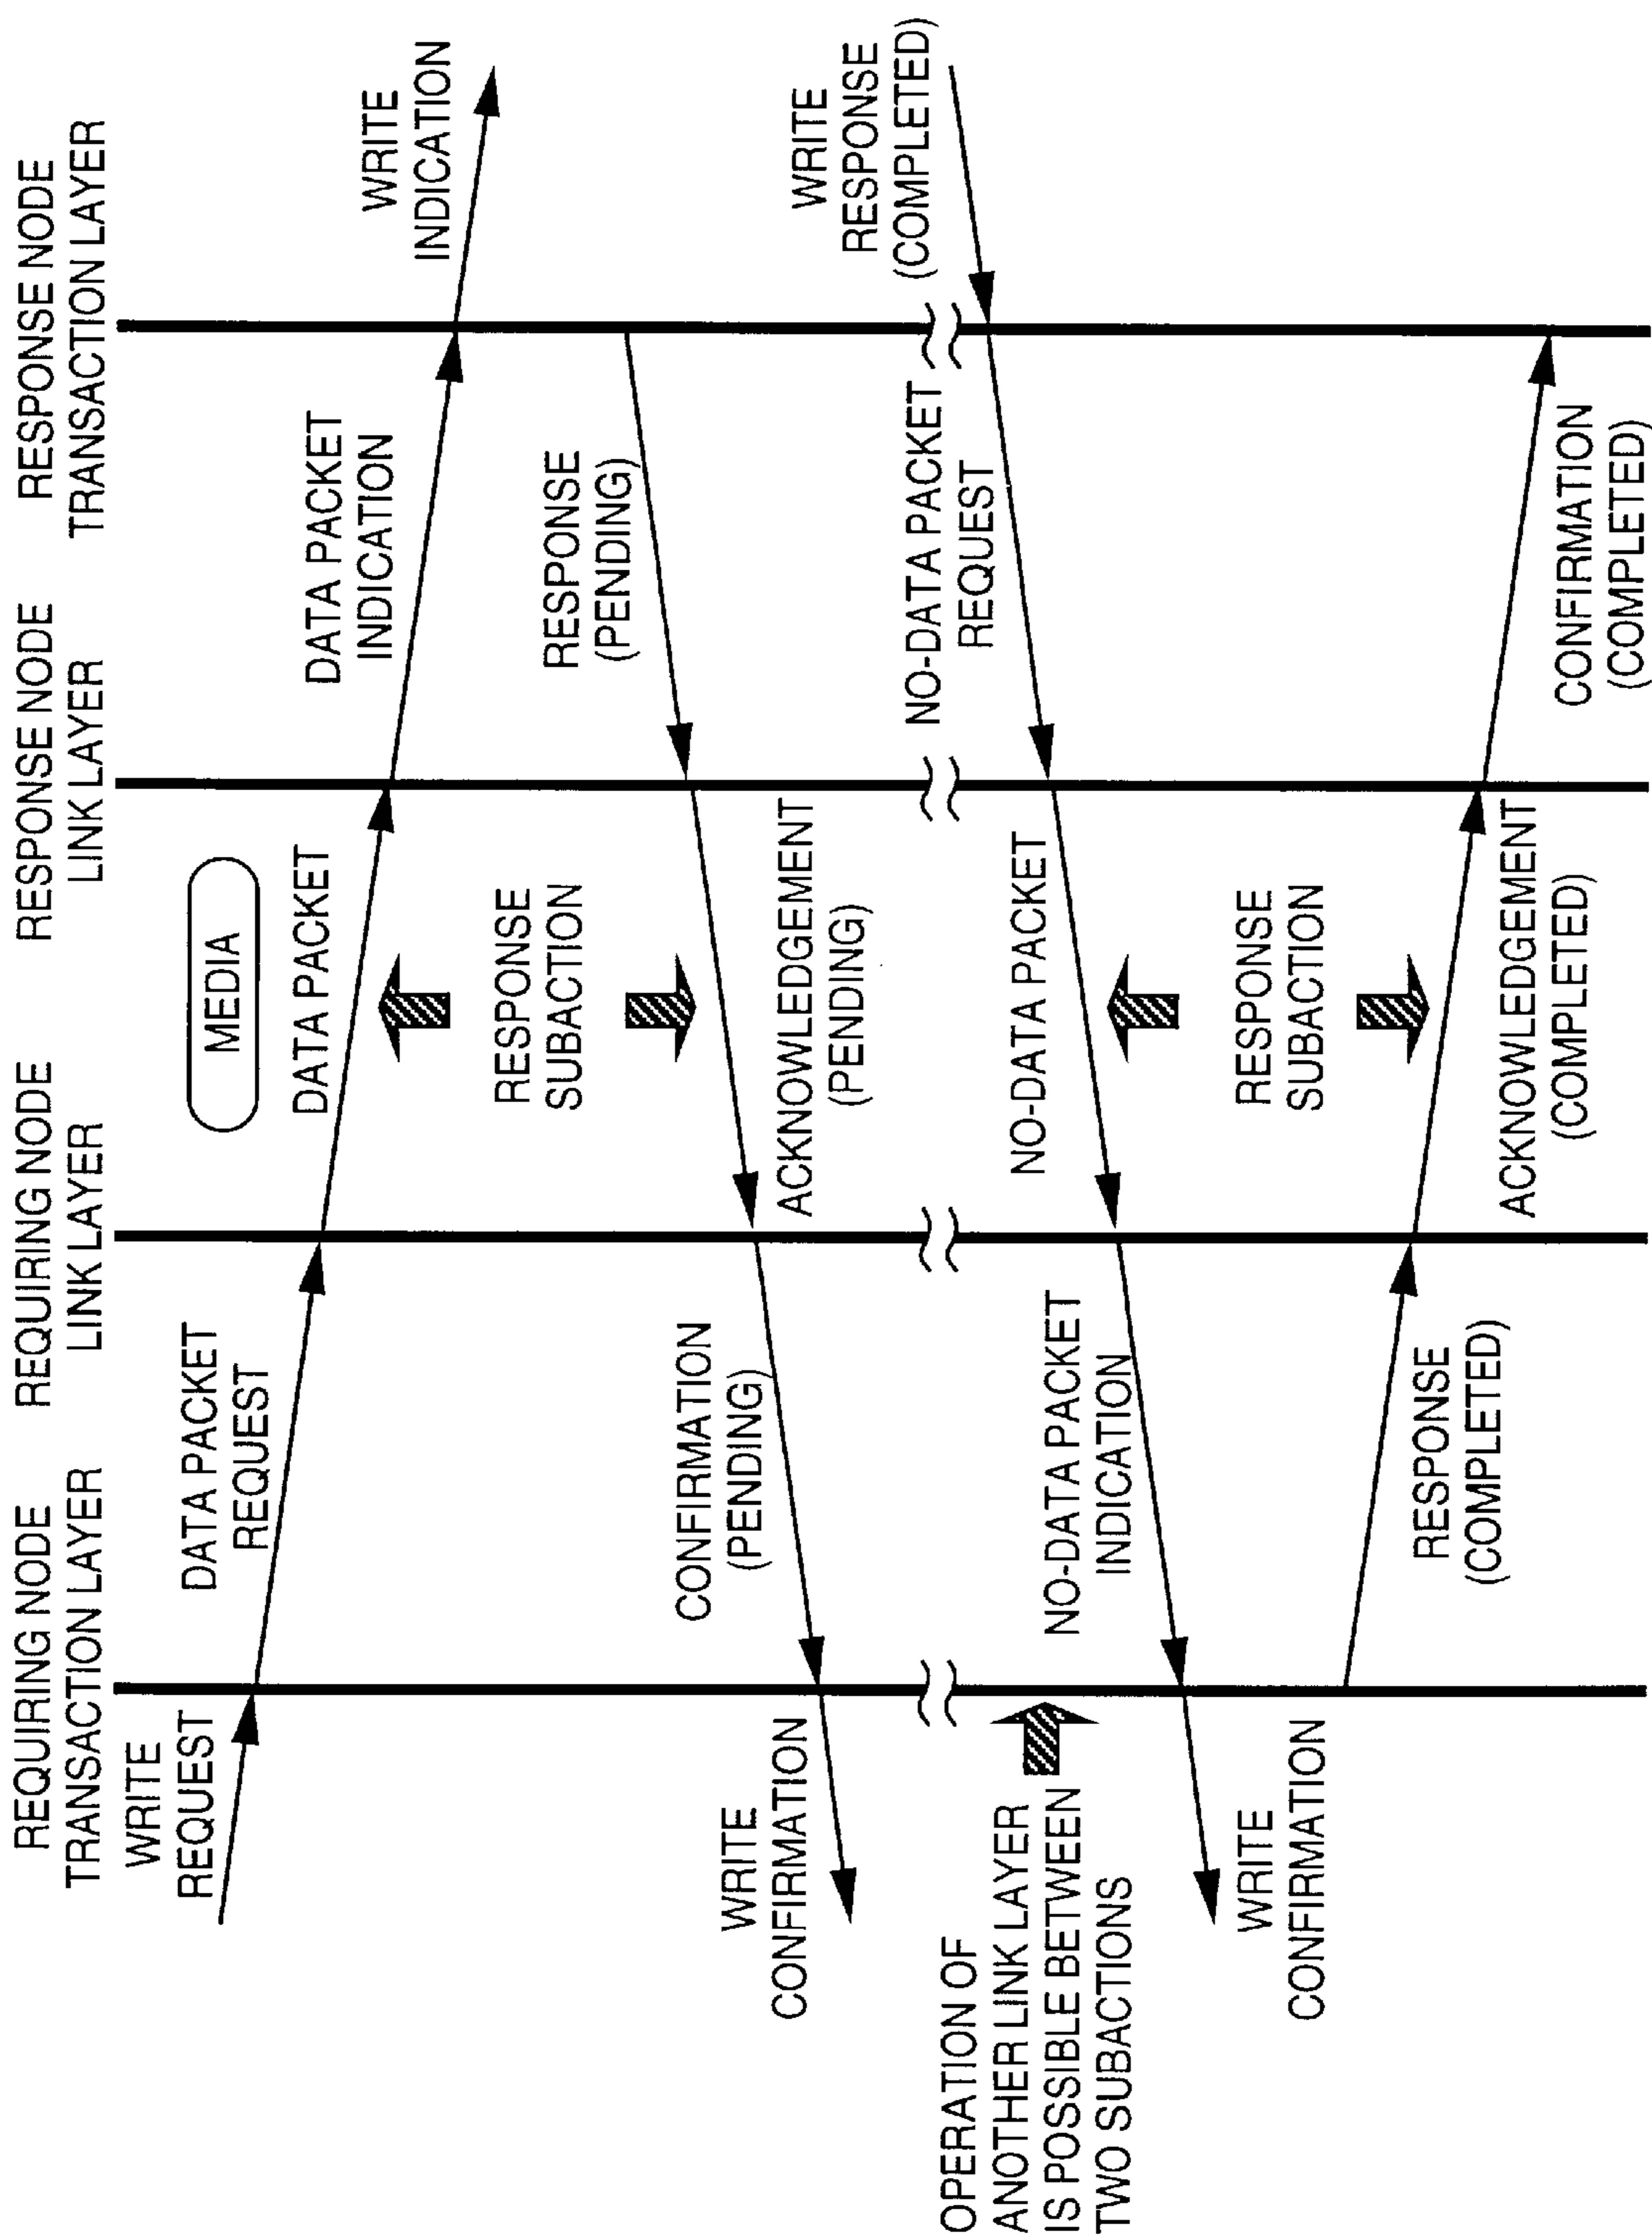 REQUIRING NODE
TRANSACTION LAYER
REQUIRING NODE
LINK LAYER
RESPONSE NODE
LINK LAYER
RESPONSE NODE
TRANSACTION LAYER
WRITE
REQUEST
DATA PACKET
REQUEST
MEDIA
DATA PACKET
DATA PACKET
INDICATION
WRITE
INDICATION
RESPONSE
SUBACTION
RESPONSE
(PENDING)
ACKNOWLEDGEMENT
(PENDING)
CONFIRMATION
(PENDING)
WRITE
CONFIRMATION
OPERATION OF
ANOTHER LINK LAYER
IS POSSIBLE BETWEEN
TWO SUBACTIONS
WRITE
RESPONSE
(COMPLETED)
NO-DATA PACKET
REQUEST
NO-DATA PACKET
NO-DATA PACKET
INDICATION
WRITE
CONFIRMATION
RESPONSE
SUBACTION
RESPONSE
(COMPLETED)
ACKNOWLEDGEMENT
(COMPLETED)
CONFIRMATION
(COMPLETED)